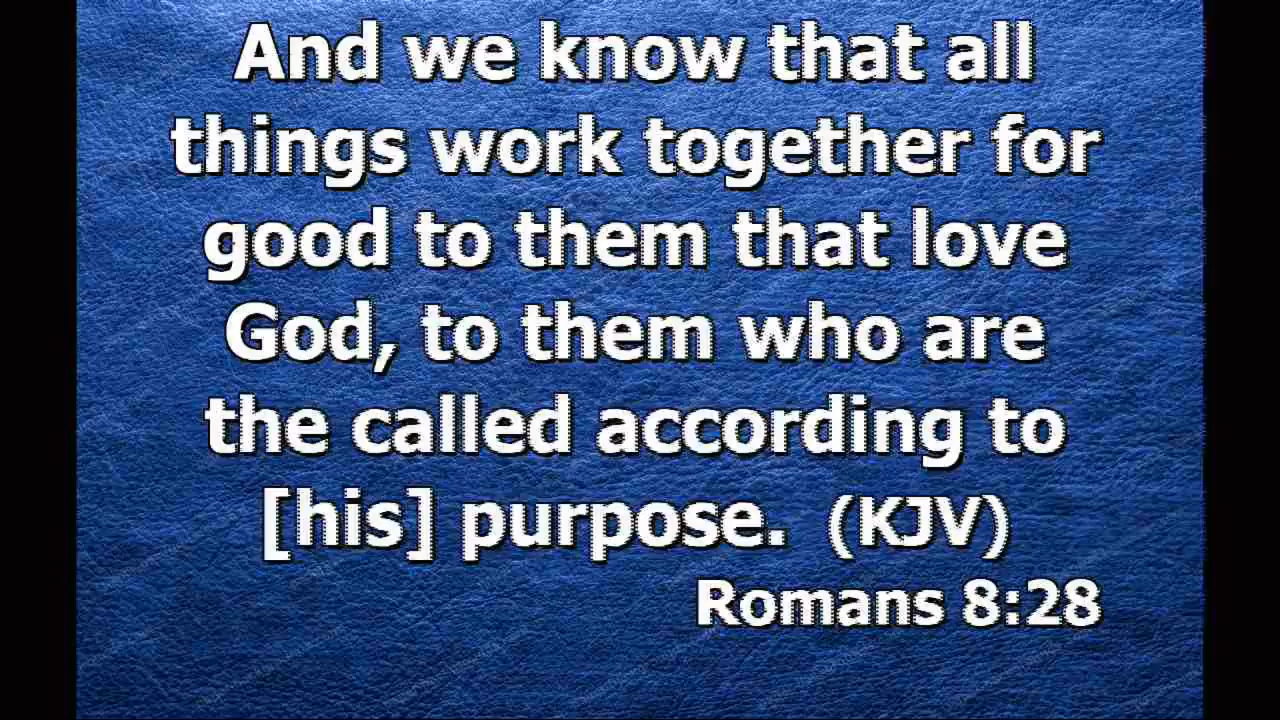 And we know that all
things work together for
good to them that love
God, to them who are
the called according to
[his] purpose. (KJV)
Romans 8:28